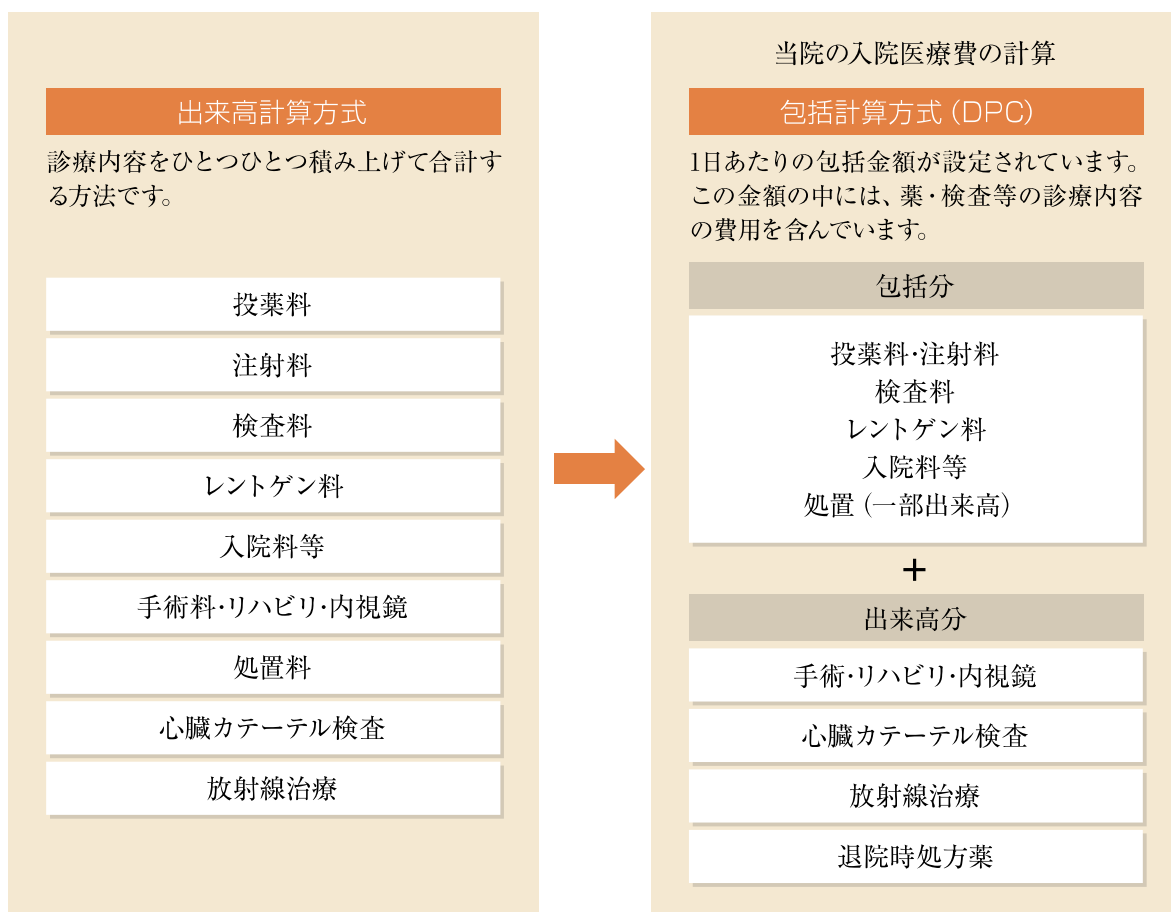 出来高計算方式
診療内容をひとつひとつ積み上げて合計す
る方法です。
投薬料
注射料
検査料
レントゲン料
入院料等
手術料・リハビリ・内視鏡
処置料
心臓カテーテル検査
放射線治療
当院の入院医療費の計算
包括計算方式（DPC）
1日あたりの包括金額が設定されています。
この金額の中には、薬・検査等の診療内容
の費用を含んでいます。
包括分
投薬料・注射料
検査料
レントゲン料
入院料等
処置（一部出来高）
+
出来高分
手術・リハビリ・内視鏡
心臓カテーテル検査
放射線治療
退院時処方薬